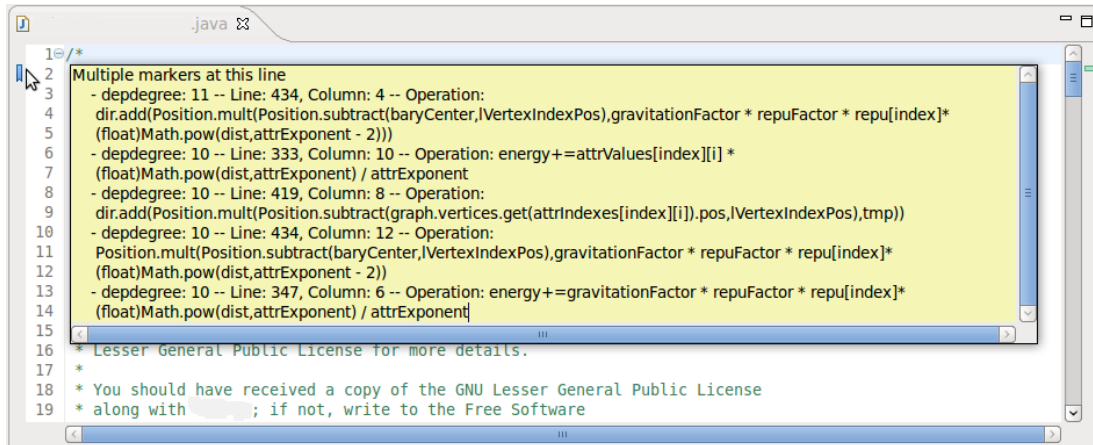 .java
1 /*
2 Multiple markers at this line
3 - depdegree: 11 -- Line: 434, Column: 4 -- Operation:
4 dir.add(Position.mult(Position.subtract(baryCenter,lVertexIndexPos),gravitationFactor * repuFactor * repu[index]*
5 (float)Math.pow(dist,attrExponent - 2)))
6 - depdegree: 10 -- Line: 333, Column: 10 -- Operation: energy+=attrValues[index][i] *
7 (float)Math.pow(dist,attrExponent) / attrExponent
8 - depdegree: 10 -- Line: 419, Column: 8 -- Operation:
9 dir.add(Position.mult(Position.subtract(graph.vertices.get(attrIndexes[index][i]).pos,lVertexIndexPos),tmp))
10 - depdegree: 10 -- Line: 434, Column: 12 -- Operation:
11 Position.mult(Position.subtract(baryCenter,lVertexIndexPos),gravitationFactor * repuFactor * repu[index]*
12 (float)Math.pow(dist,attrExponent - 2))
13 - depdegree: 10 -- Line: 347, Column: 6 -- Operation: energy+=gravitationFactor * repuFactor * repu[index]*
14 (float)Math.pow(dist,attrExponent) / attrExponent
15
16 * Lesser General Public License for more details.
17 *
18 * You should have received a copy of the GNU Lesser General Public License
19 * along with ; if not, write to the Free Software